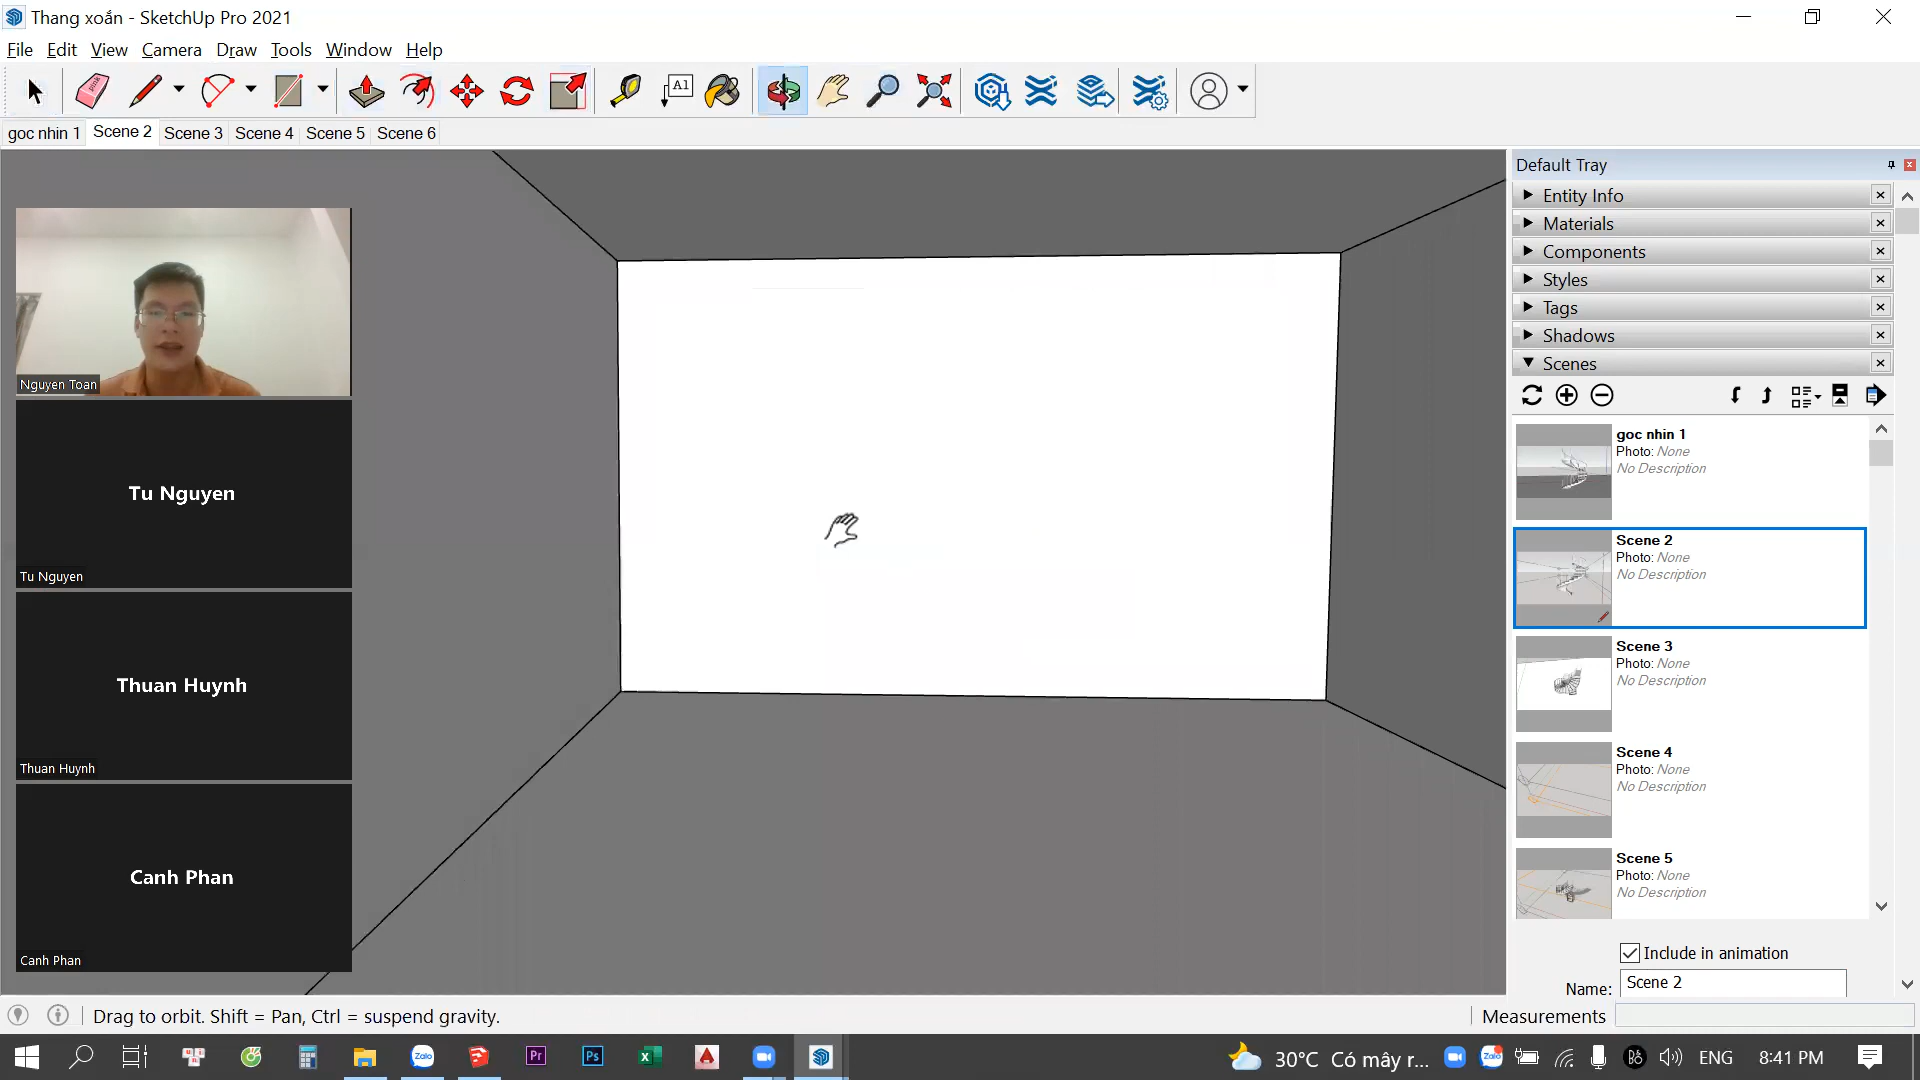 Thang xoắn - SketchUp Pro 2021
File Edit View Camera Draw Tools Window Help
A1
goc nhin 1 Scene 2 Scene 3 Scene 4 Scene 5 Scene 6
Nguyen Toan
Tu Nguyen
Tu Nguyen
Thuan Huynh
Thuan Huynh
Canh Phan
Canh Phan
Default Tray
Entity Info
Materials
Components
Styles
Tags
Shadows
Scenes
goc nhin 1
Photo: None
No Description
Scene 2
Photo: None
No Description
Scene 3
Photo: None
No Description
Scene 4
Photo: None
No Description
Scene 5
Photo: None
No Description
Include in animation
Name: Scene 2
Drag to orbit. Shift = Pan, Ctrl = suspend gravity.
Measurements
Zalo Pr Ps X
30°C Có mây r... Zalo ENG 8:41 PM